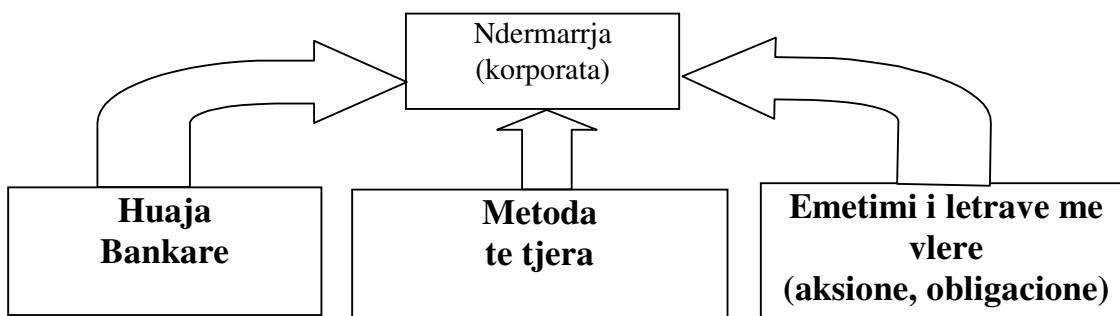 Ndermarrja
(korporata)
Huaja
Bankare
Metoda
te tjera
Emetimi i letrave me
vlere
(aksione, obligacione)